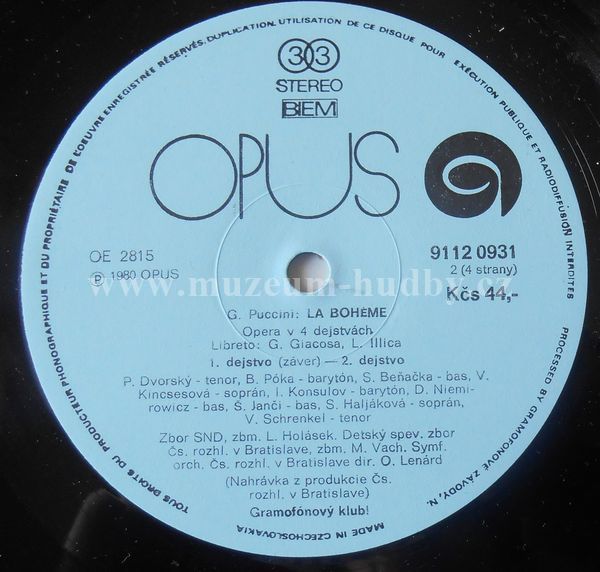 TOUS DROITS DU PRODUCTEUR PHONOGRAPHIQUE ET DU PROPRIÉTAIRE DE L'OEUVRE ENREGISTRÉE RÉSERVÉS. DUPLICATION, UTILISATION DE CE DISQUE POUR EXÉCUTION PUBLIQUE ET RADIODIFFUSION INTERDITES
PROCESSED BY GRAMOFONOVÉ ZÁVODY, N.
MADE IN CZECHOSLOVAKIA
33
STEREO
BIEM
OPUS
OE 2815
℗ 1980 OPUS
9112 0931
2 (4 strany)
Kčs 44,-
www.muzeum-hudby.cz
G. Puccini: LA BOHÈME
Opera v 4 dejstvách
Libreto: G. Giacosa, L. Illica
1. dejstvo (záver) — 2. dejstvo
P. Dvorský - tenor, B. Póka - barytón, S. Beňačka - bas, V.
Kincsesová - soprán, I. Konsulov - barytón, D. Niemi-
rowicz - bas, Š. Janči - bas, S. Haljáková - soprán,
V. Schrenkel - tenor
Zbor SND, zbm. L. Holásek. Detský spev. zbor
Čs. rozhl. v Bratislave, zbm. M. Vach. Symf.
orch. Čs. rozhl. v Bratislave dir. O. Lenárd
(Nahrávka z produkcie Čs.
rozhl. v Bratislave)
Gramofónový klub!